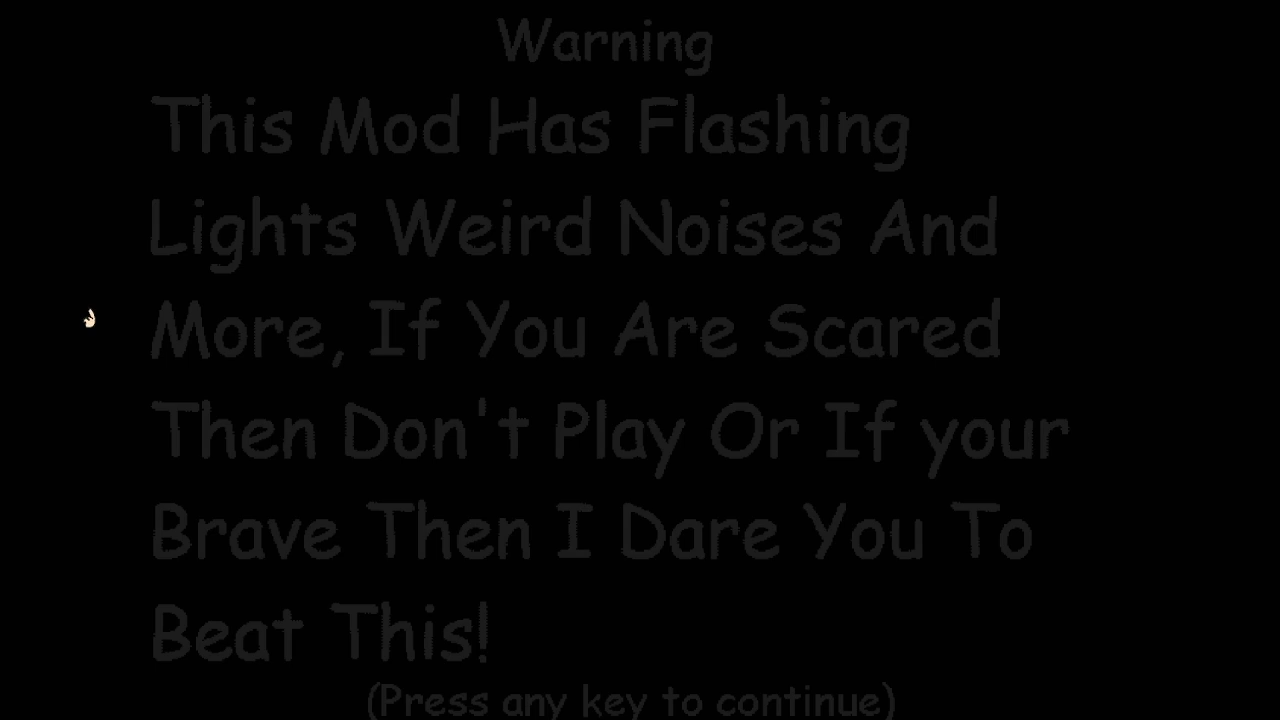 Warning
This Mod Has Flashing
Lights Weird Noises And
More, If You Are Scared
Then Don't Play Or If your
Brave Then I Dare You To
Beat This!
(Press any key to continue)